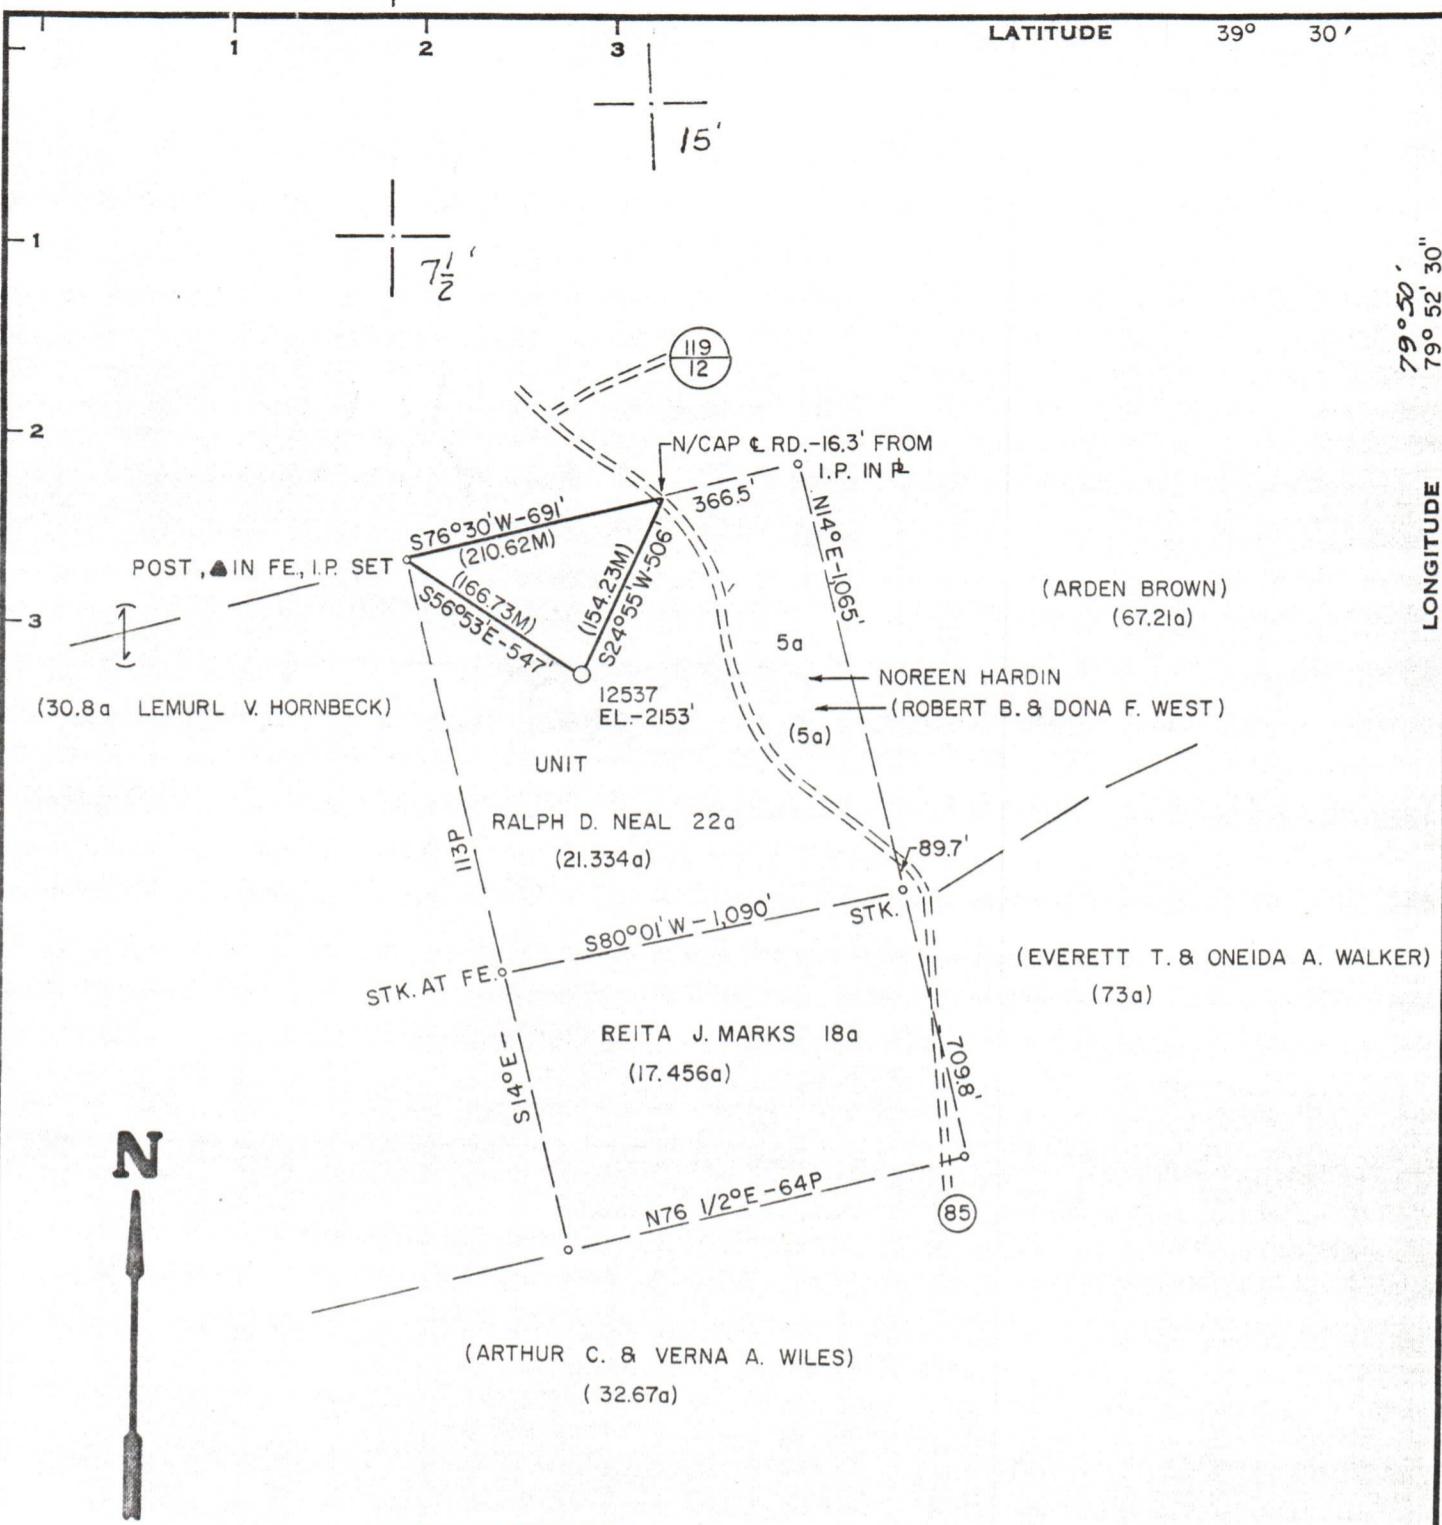 LATITUDE 39° 30'
1 2 3
15'
1
7 1/2 '
79° 50'
79° 52' 30"
LONGITUDE
119
12
2
N/CAP ℄ RD.-16.3' FROM
I.P. IN ⅊
366.5'
S76°30'W-691'
(210.62M)
N14°E-1,065'
POST, ▲ IN FE., I.P. SET
(166.73M)
S56°53'E-547'
(154.23M)
S24°55'W-506'
(ARDEN BROWN)
(67.21a)
3
5a
NOREEN HARDIN
(30.8a LEMURL V. HORNBECK)
12537
EL.-2153'
(ROBERT B. & DONA F. WEST)
(5a)
UNIT
RALPH D. NEAL 22a
(21.334a)
113P
89.7'
S80°01'W-1,090'
STK.
STK. AT FE.
(EVERETT T. & ONEIDA A. WALKER)
(73a)
REITA J. MARKS 18a
(17.456a)
S14°E-
709.8'
N
N76 1/2°E-64P
85
(ARTHUR C. & VERNA A. WILES)
(32.67a)